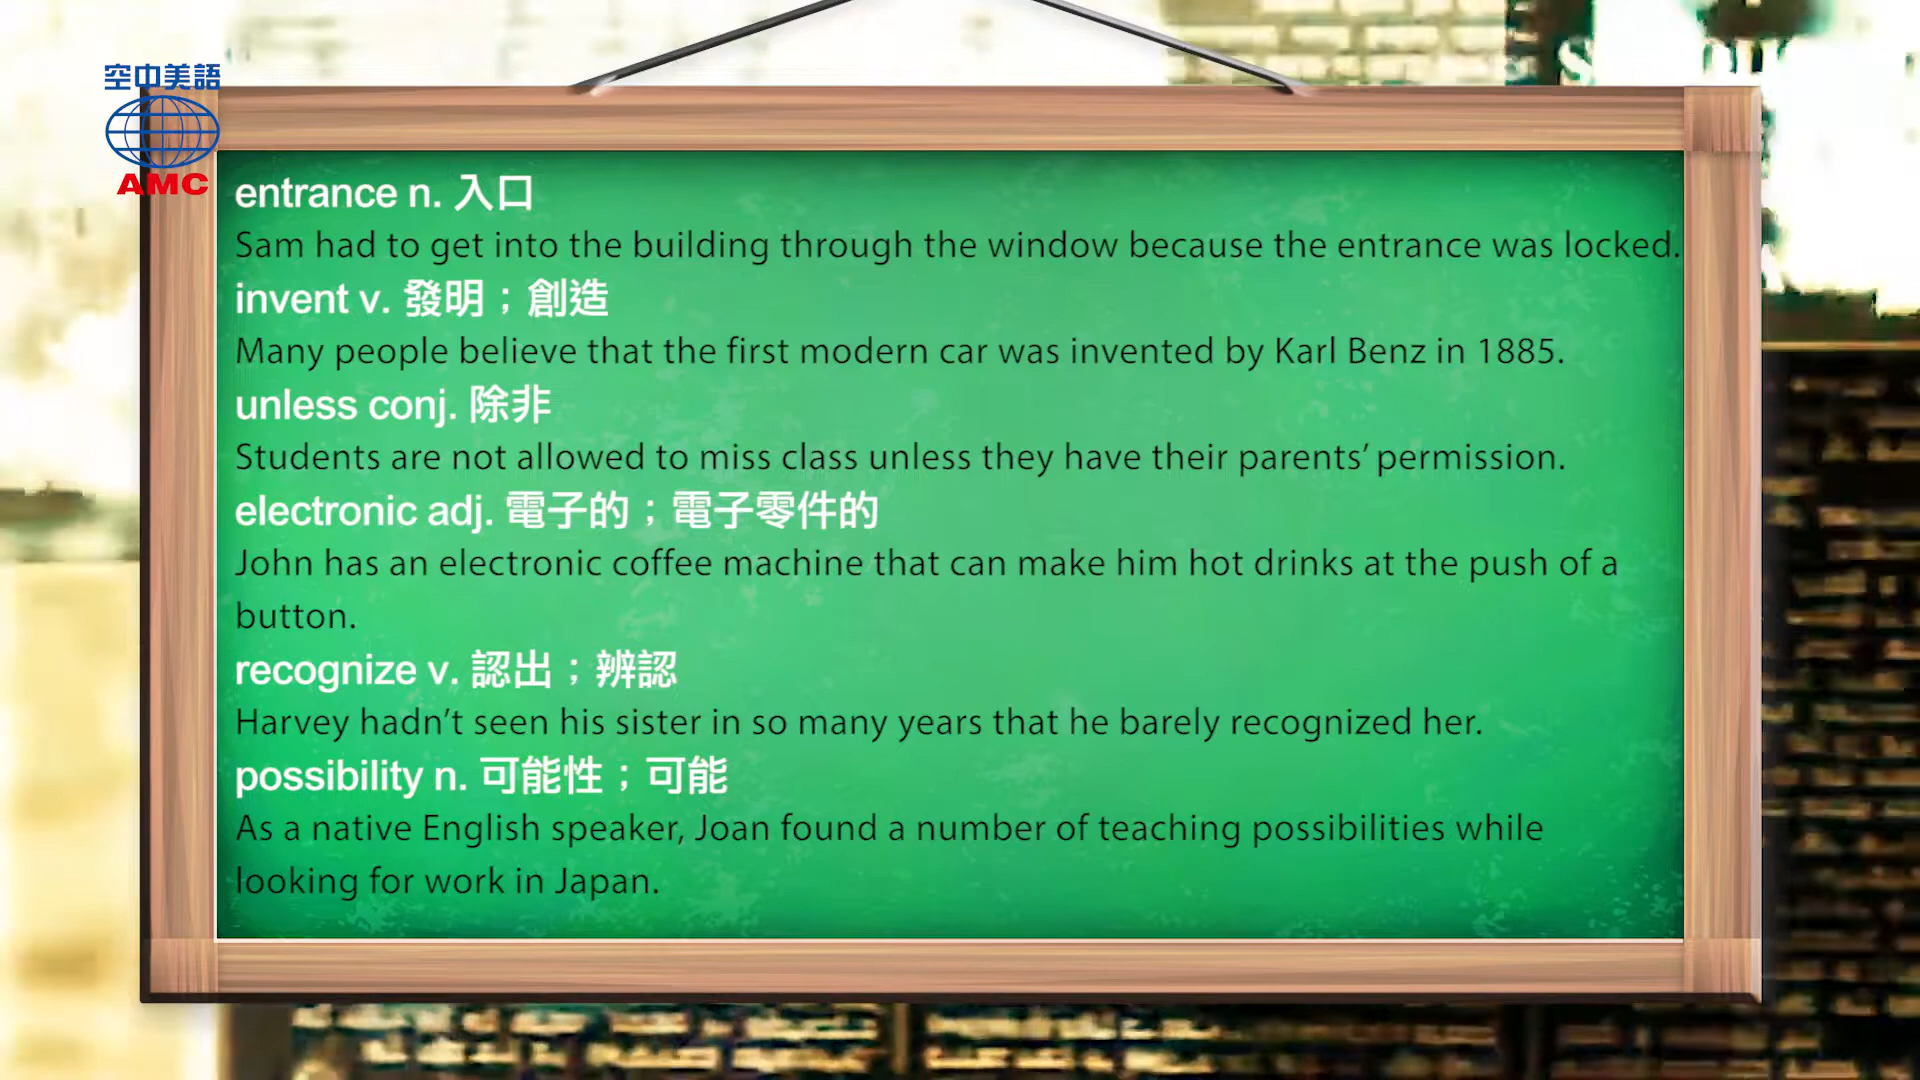 空中美語
AMC
entrance n. 入口
Sam had to get into the building through the window because the entrance was locked.
invent v. 發明；創造
Many people believe that the first modern car was invented by Karl Benz in 1885.
unless conj. 除非
Students are not allowed to miss class unless they have their parents’ permission.
electronic adj. 電子的；電子零件的
John has an electronic coffee machine that can make him hot drinks at the push of a
button.
recognize v. 認出；辨認
Harvey hadn’t seen his sister in so many years that he barely recognized her.
possibility n. 可能性；可能
As a native English speaker, Joan found a number of teaching possibilities while
looking for work in Japan.